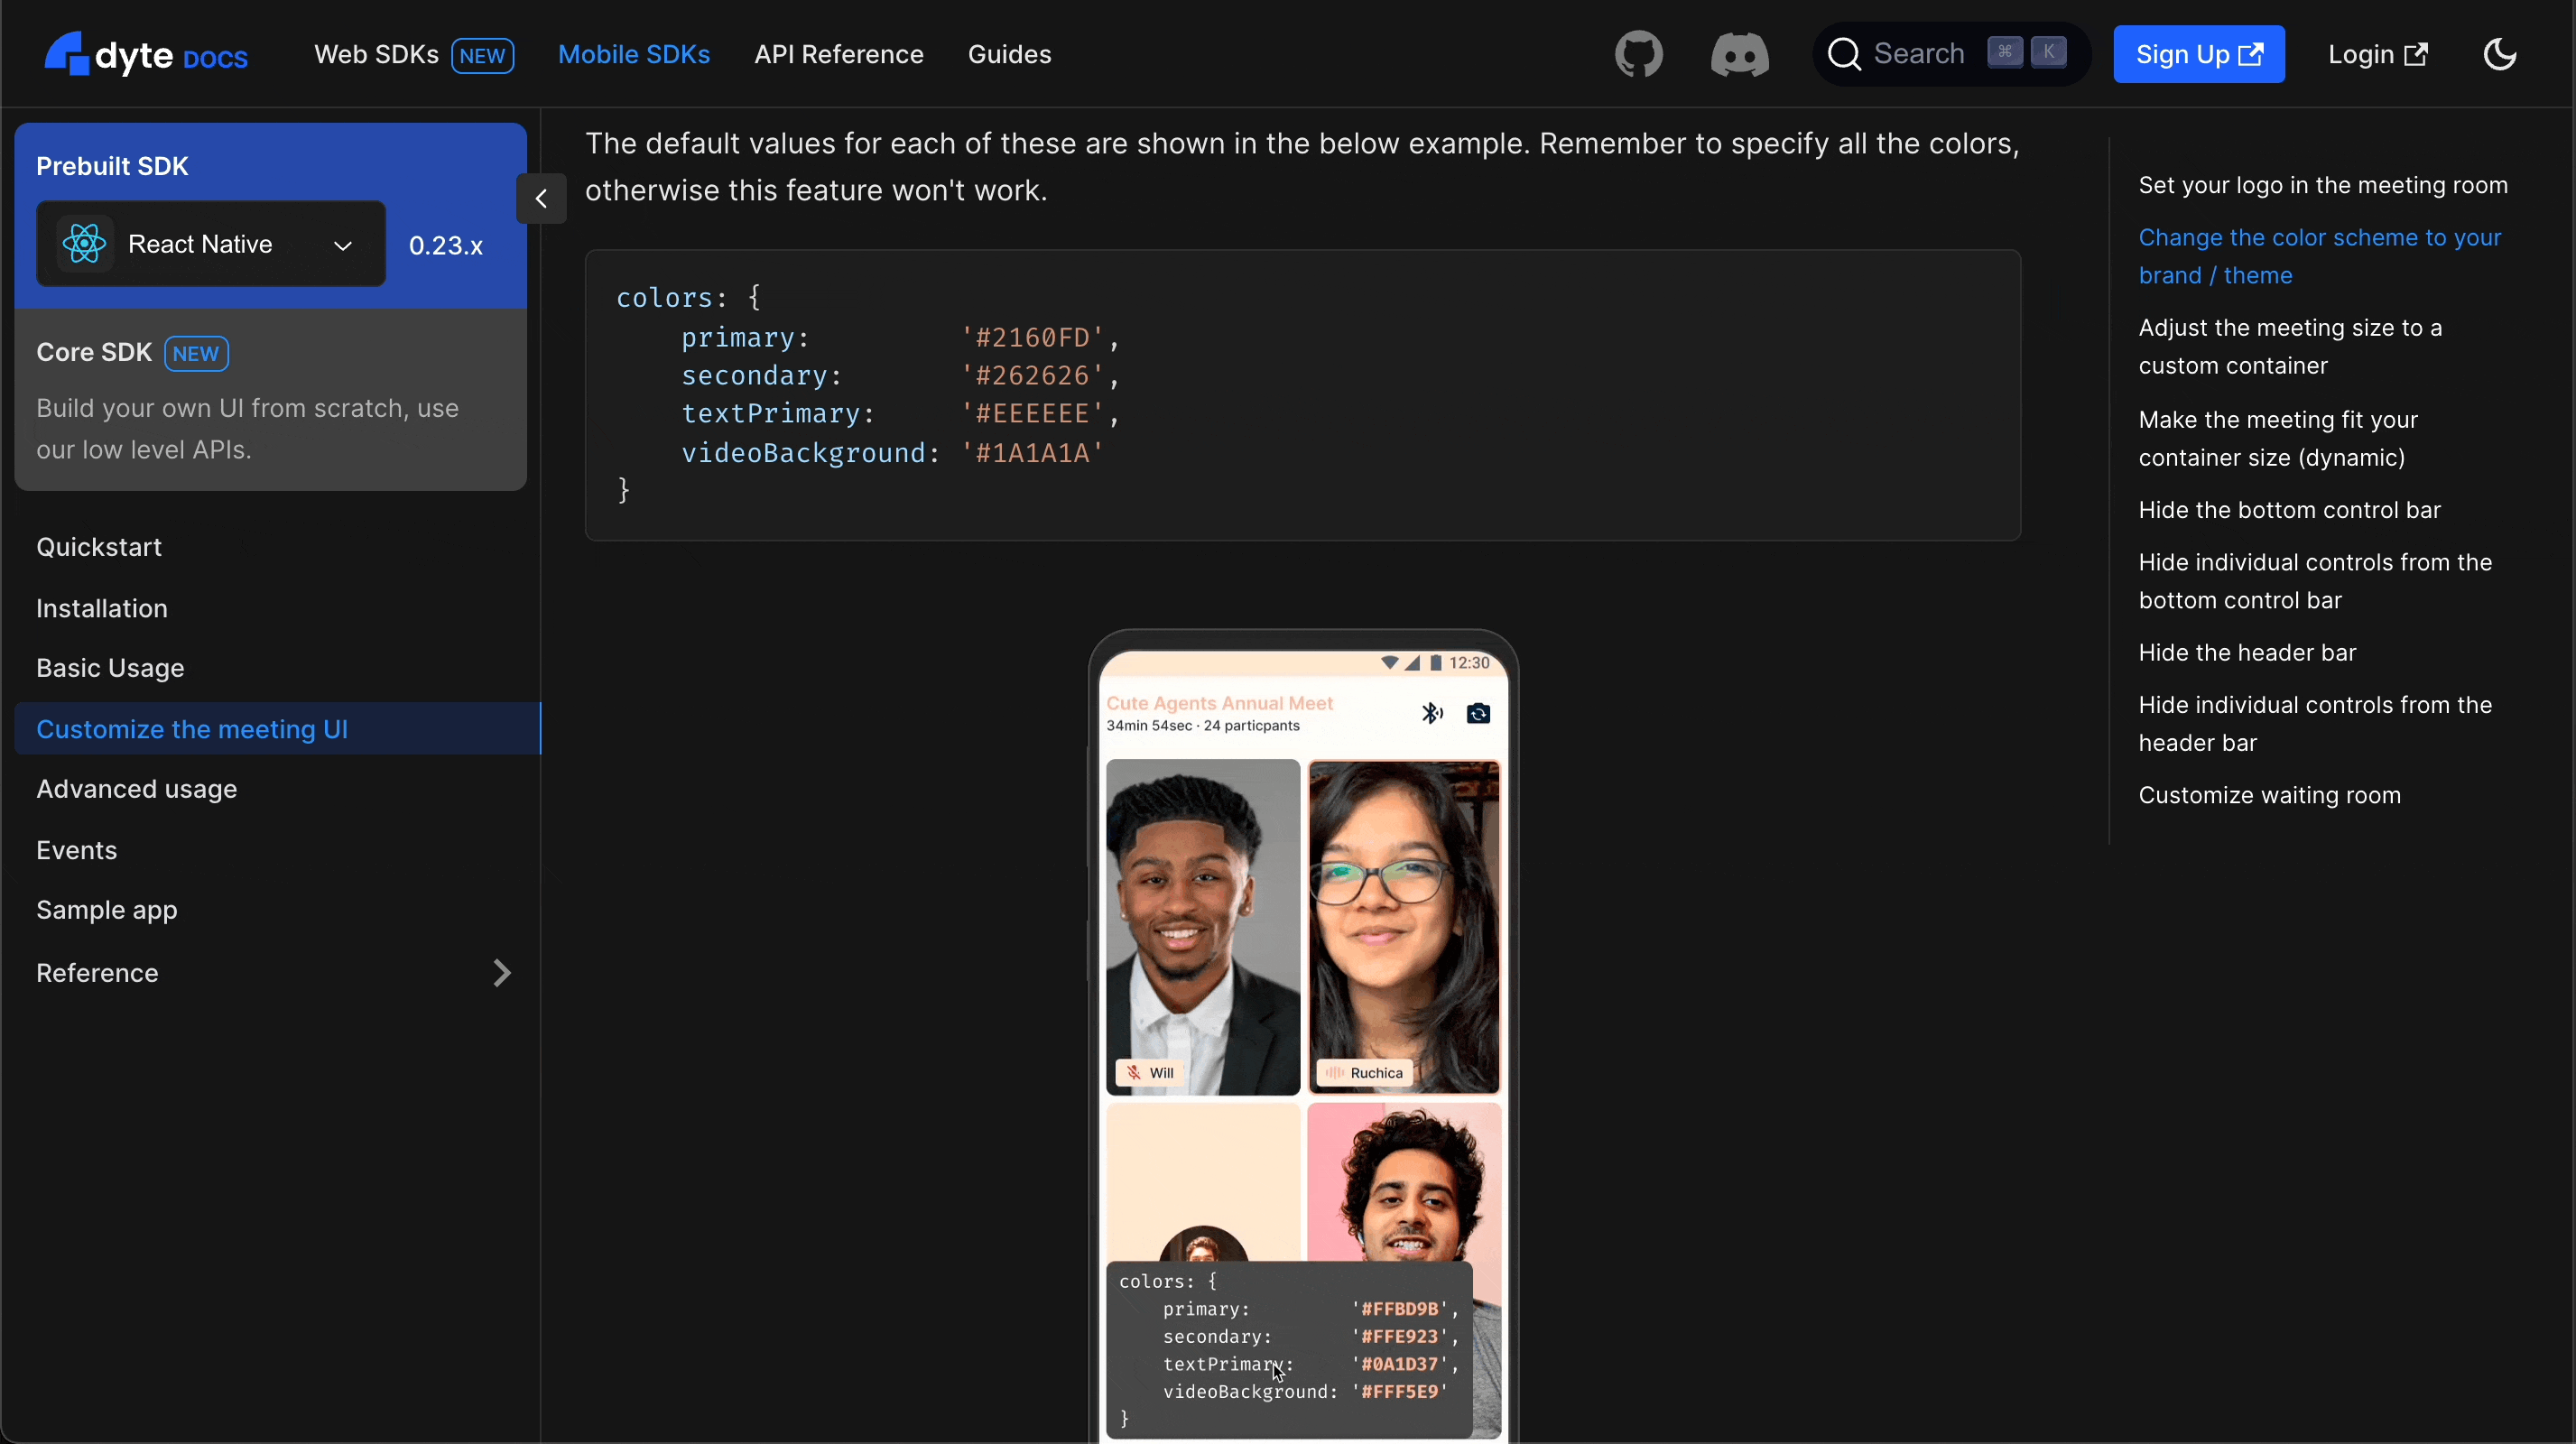 dyte DOCS
Web SDKs NEW
Mobile SDKs
API Reference
Guides
Search ⌘ K
Sign Up
Login
Prebuilt SDK
React Native
0.23.x
Core SDK NEW
Build your own UI from scratch, use
our low level APIs.
Quickstart
Installation
Basic Usage
Customize the meeting UI
Advanced usage
Events
Sample app
Reference
The default values for each of these are shown in the below example. Remember to specify all the colors,
otherwise this feature won't work.
colors: {
primary: '#2160FD',
secondary: '#262626',
textPrimary: '#EEEEEE',
videoBackground: '#1A1A1A'
}
12:30
Cute Agents Annual Meet
34min 54sec · 24 particpants
Will
Ruchica
colors: {
primary: '#FFBD9B',
secondary: '#FFE923',
textPrimary: '#0A1D37',
videoBackground: '#FFF5E9'
}
Set your logo in the meeting room
Change the color scheme to your
brand / theme
Adjust the meeting size to a
custom container
Make the meeting fit your
container size (dynamic)
Hide the bottom control bar
Hide individual controls from the
bottom control bar
Hide the header bar
Hide individual controls from the
header bar
Customize waiting room